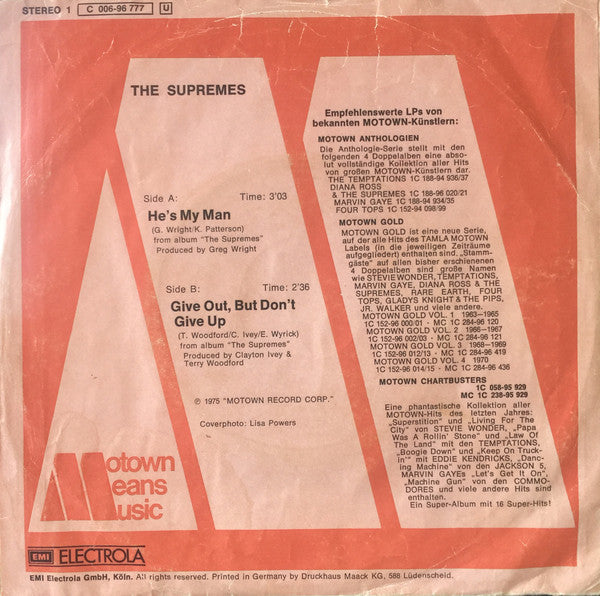 STEREO 1 C 006-96 777 U
THE SUPREMES
Side A: Time: 3'03
He's My Man
(G. Wright/K. Patterson)
from album "The Supremes"
Produced by Greg Wright
Side B: Time: 2'36
Give Out, But Don't
Give Up
(T. Woodford/C. Ivey/E. Wyrick)
from album "The Supremes"
Produced by Clayton Ivey &
Terry Woodford
℗ 1975 "MOTOWN RECORD CORP."
Coverphoto: Lisa Powers
Empfehlenswerte LPs von
bekannten MOTOWN-Künstlern:
MOTOWN ANTHOLOGIEN
Die Anthologie-Serie stellt mit den
folgenden 4 Doppelalben eine abso-
lut vollständige Kollektion aller Hits
von großen MOTOWN-Künstlern dar.
THE TEMPTATIONS 1C 188-94 936/37
DIANA ROSS
& THE SUPREMES 1C 188-96 020/21
MARVIN GAYE 1C 188-94 934/35
FOUR TOPS 1C 152-94 098/99
MOTOWN GOLD
MOTOWN GOLD ist eine neue Serie,
auf der alle Hits des TAMLA MOTOWN
Labels (in die jeweiligen Zeiträume
aufgegliedert) enthalten sind. „Stamm-
gäste" auf allen bisher erschienenen
4 Doppelalben sind große Namen
wie STEVIE WONDER, TEMPTATIONS,
MARVIN GAYE, DIANA ROSS & THE
SUPREMES, RARE EARTH, FOUR
TOPS, GLADYS KNIGHT & THE PIPS,
JR. WALKER und viele andere.
MOTOWN GOLD VOL. 1 1963–1965
1C 152-96 000/01 · MC 1C 284-96 120
MOTOWN GOLD VOL. 2 1966–1967
1C 152-96 002/03 · MC 1C 284-96 121
MOTOWN GOLD VOL. 3 1968–1969
1C 152-96 012/13 - MC 1C 284-96 419
MOTOWN GOLD VOL. 4 1970
1C 152-96 014/15 - MC 1C 284-96 436
MOTOWN CHARTBUSTERS
1C 058-95 929
MC 1C 238-95 929
Eine phantastische Kollektion aller
MOTOWN-Hits des letzten Jahres:
„Superstition" und „Living For The
City" von STEVIE WONDER, „Papa
Was A Rollin' Stone" und „Law Of
The Land" mit den TEMPTATIONS,
„Boogie Down" und „Keep On Truck-
in'" mit EDDIE KENDRICKS, „Danc-
ing Machine" von den JACKSON 5,
MARVIN GAYEs „Let's Get It On",
„Machine Gun" von den COMMO-
DORES und viele andere Hits sind
enthalten.
Ein Super-Album mit 16 Super-Hits!
Motown
Means
Music
EMI ELECTROLA
EMI Electrola GmbH, Köln. All rights reserved. Printed in Germany by Druckhaus Maack KG, 588 Lüdenscheid.